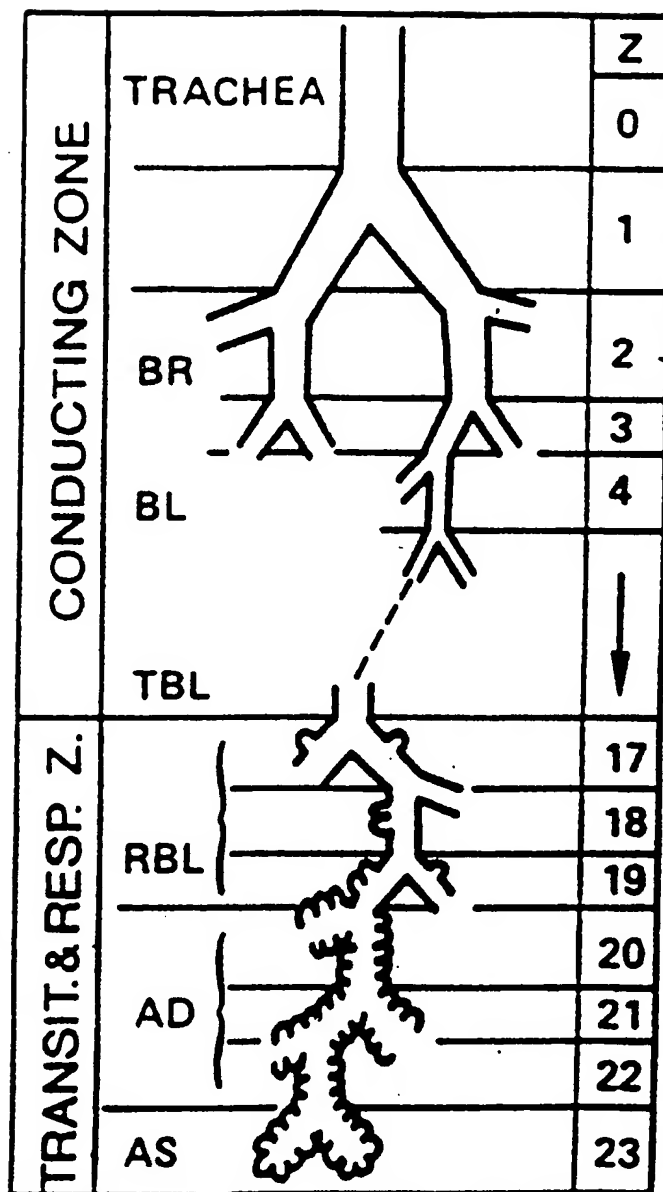 CONDUCTING ZONE
TRANSIT.& RESP. Z.
Z
TRACHEA 0
1
BR 2
3
BL 4
TBL
17
18
RBL 19
20
AD 21
22
AS 23